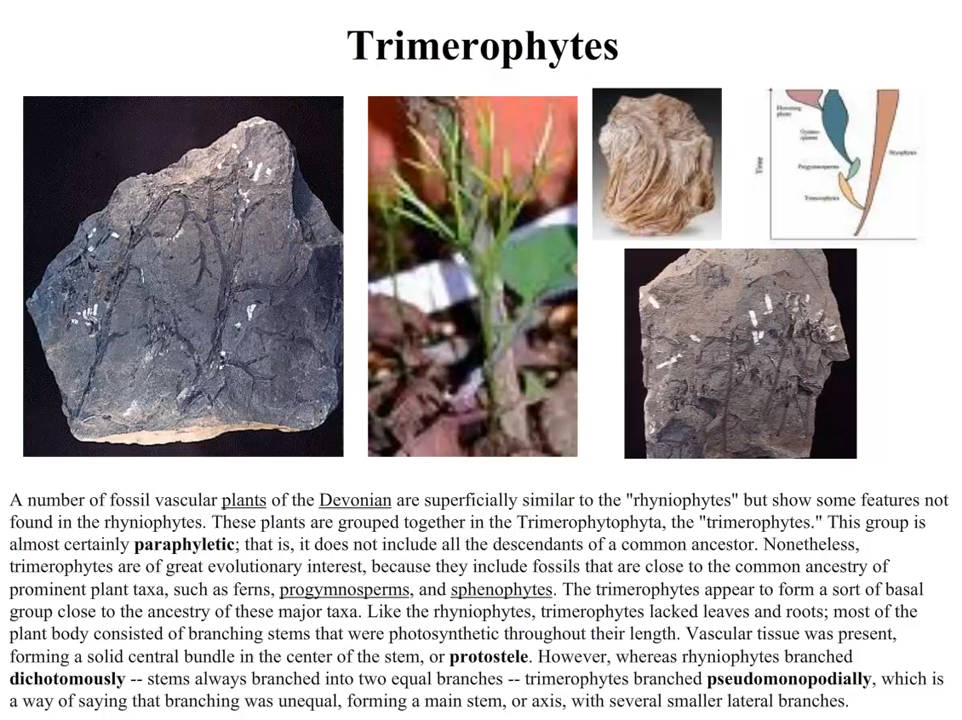 Trimerophytes
Flowering
plants
Gymno-
sperms
Progymnosperms
Trimerophytes
Bryophytes
Time
A number of fossil vascular plants of the Devonian are superficially similar to the "rhyniophytes" but show some features not
found in the rhyniophytes. These plants are grouped together in the Trimerophytophyta, the "trimerophytes." This group is
almost certainly paraphyletic; that is, it does not include all the descendants of a common ancestor. Nonetheless,
trimerophytes are of great evolutionary interest, because they include fossils that are close to the common ancestry of
prominent plant taxa, such as ferns, progymnosperms, and sphenophytes. The trimerophytes appear to form a sort of basal
group close to the ancestry of these major taxa. Like the rhyniophytes, trimerophytes lacked leaves and roots; most of the
plant body consisted of branching stems that were photosynthetic throughout their length. Vascular tissue was present,
forming a solid central bundle in the center of the stem, or protostele. However, whereas rhyniophytes branched
dichotomously -- stems always branched into two equal branches -- trimerophytes branched pseudomonopodially, which is
a way of saying that branching was unequal, forming a main stem, or axis, with several smaller lateral branches.